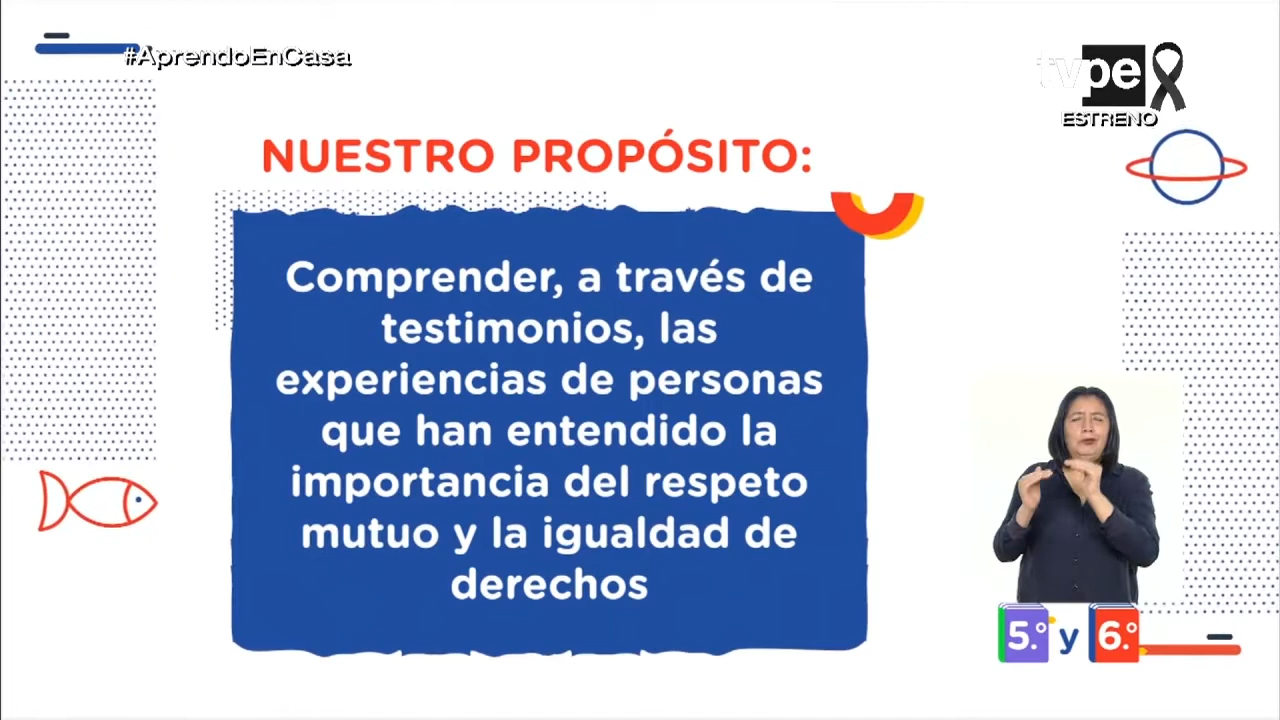 #AprendoEnCasa
tvpe
ESTRENO
NUESTRO PROPÓSITO:
Comprender, a través de
testimonios, las
experiencias de personas
que han entendido la
importancia del respeto
mutuo y la igualdad de
derechos
5.° y 6.°